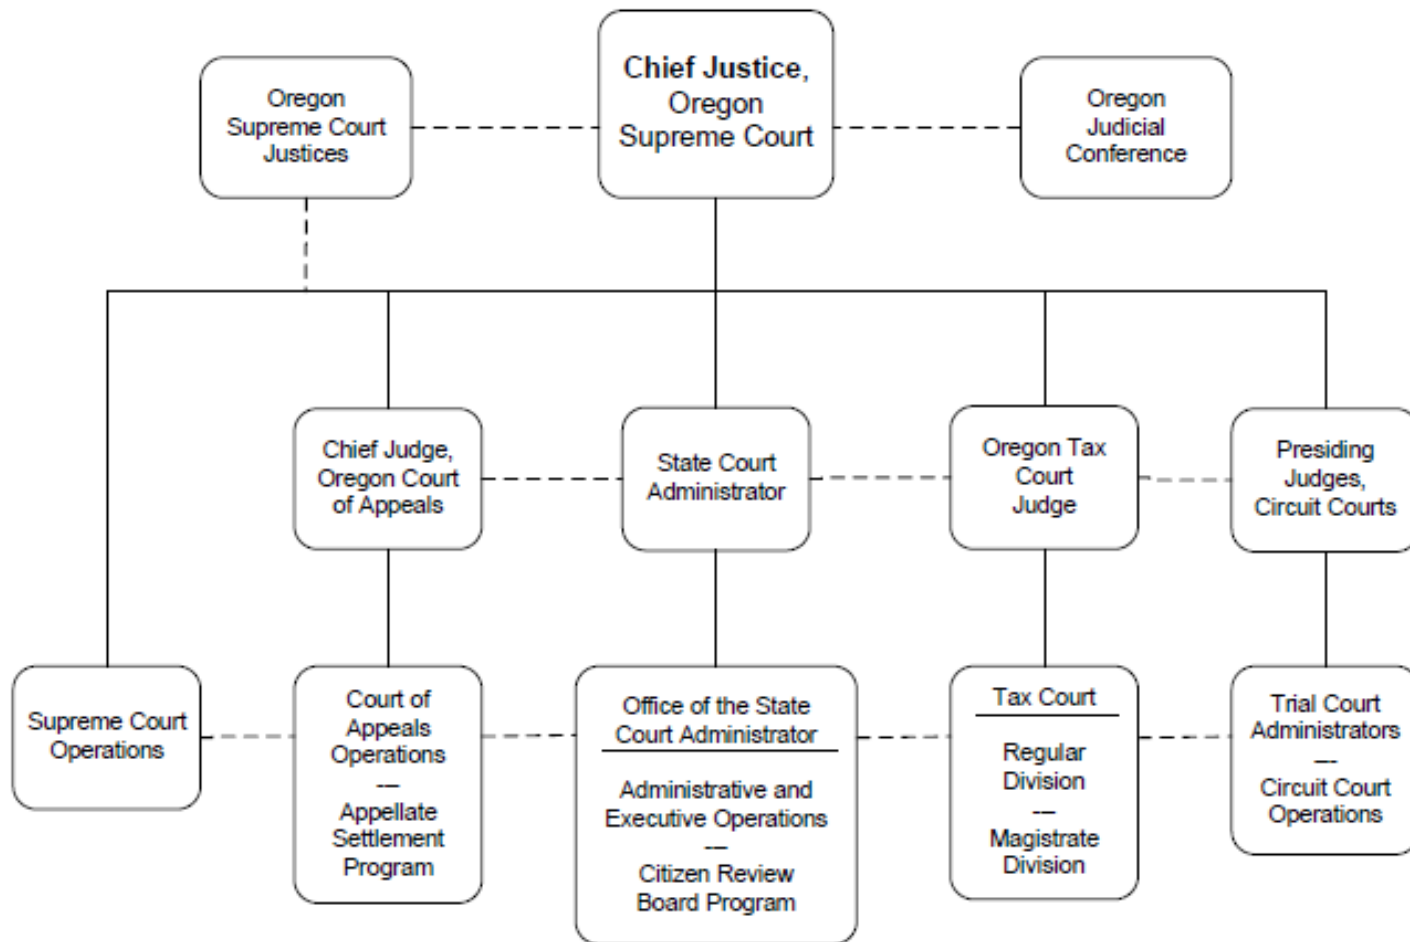 Chief Justice,
Oregon
Supreme Court
Oregon
Supreme Court
Justices
Oregon
Judicial
Conference
Chief Judge,
Oregon Court
of Appeals
State Court
Administrator
Oregon Tax
Court
Judge
Presiding
Judges,
Circuit Courts
Supreme Court
Operations
Court of
Appeals
Operations
---
Appellate
Settlement
Program
Office of the State
Court Administrator
Administrative and
Executive Operations
---
Citizen Review
Board Program
Tax Court
Regular
Division
---
Magistrate
Division
Trial Court
Administrators
---
Circuit Court
Operations